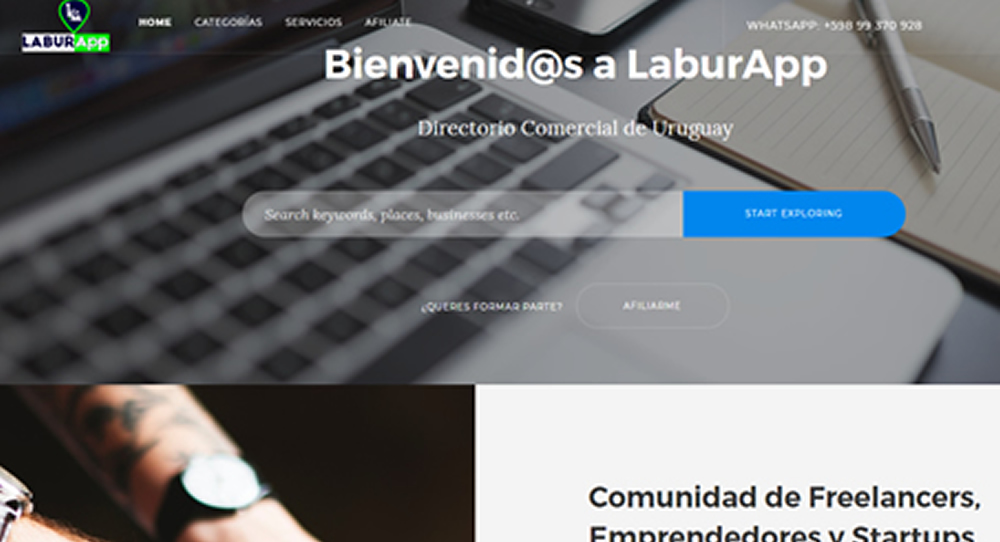 LABURApp
HOME CATEGORÍAS SERVICIOS AFILIATE
WHATSAPP: +598 99 370 928
Bienvenid@s a LaburApp
Directorio Comercial de Uruguay
Search keywords, places, businesses etc.
START EXPLORING
¿QUERES FORMAR PARTE?
AFILIARME
Comunidad de Freelancers,
Emprendedores y Startups